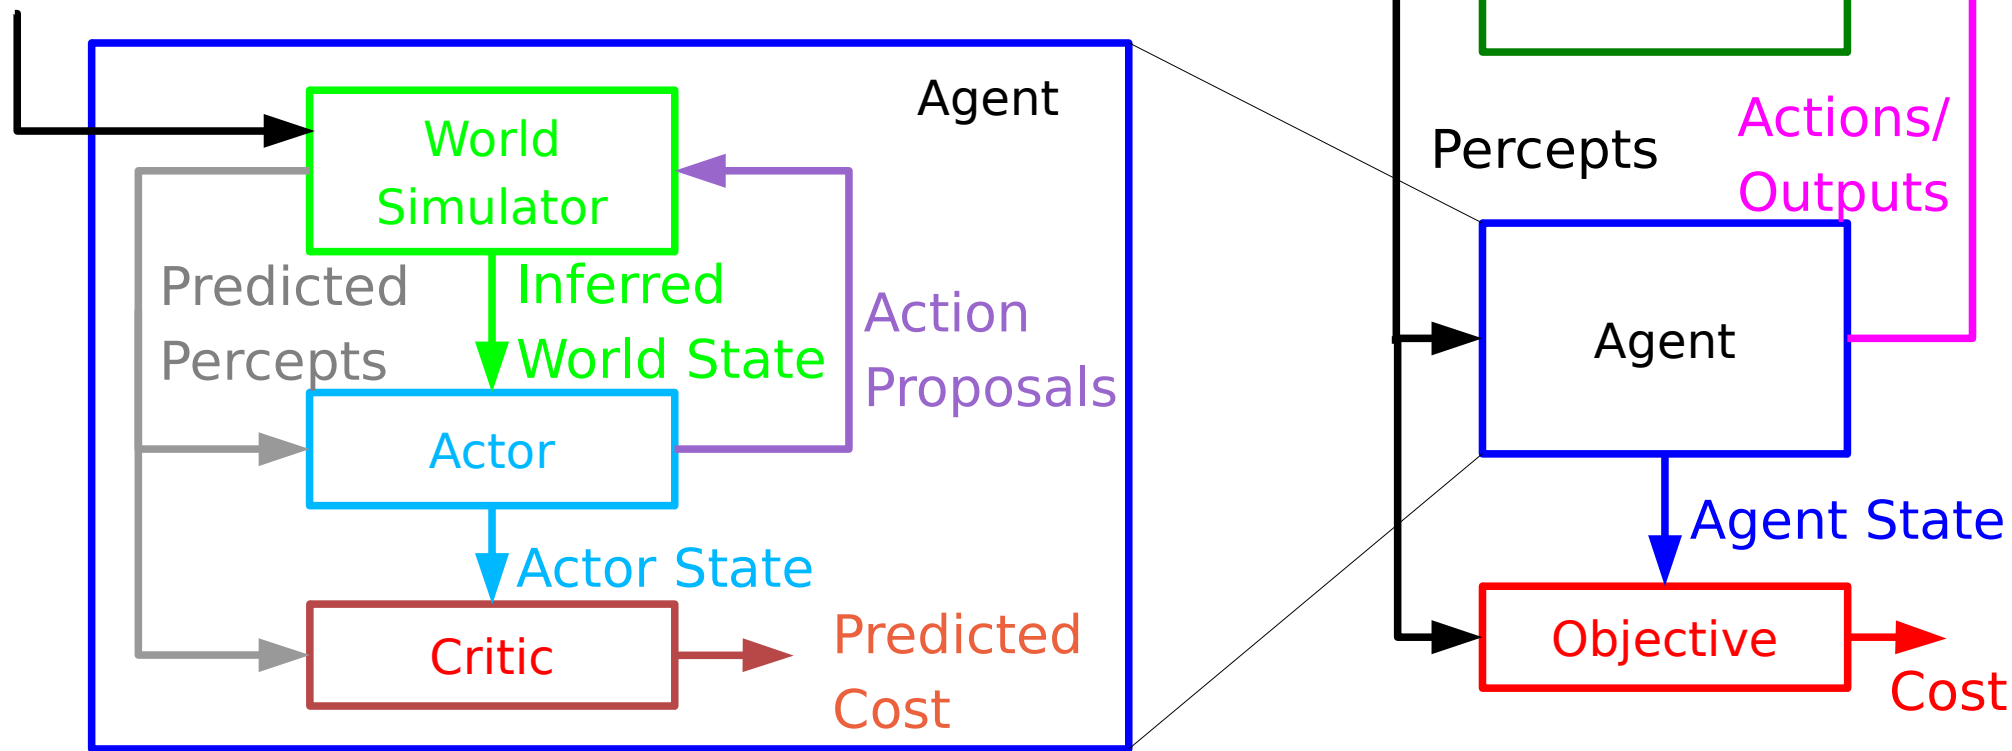 Agent
World
Simulator
Predicted
Percepts
Inferred
World State
Action
Proposals
Actor
Actor State
Critic
Predicted
Cost
Percepts
Actions/
Outputs
Agent
Agent State
Objective
Cost